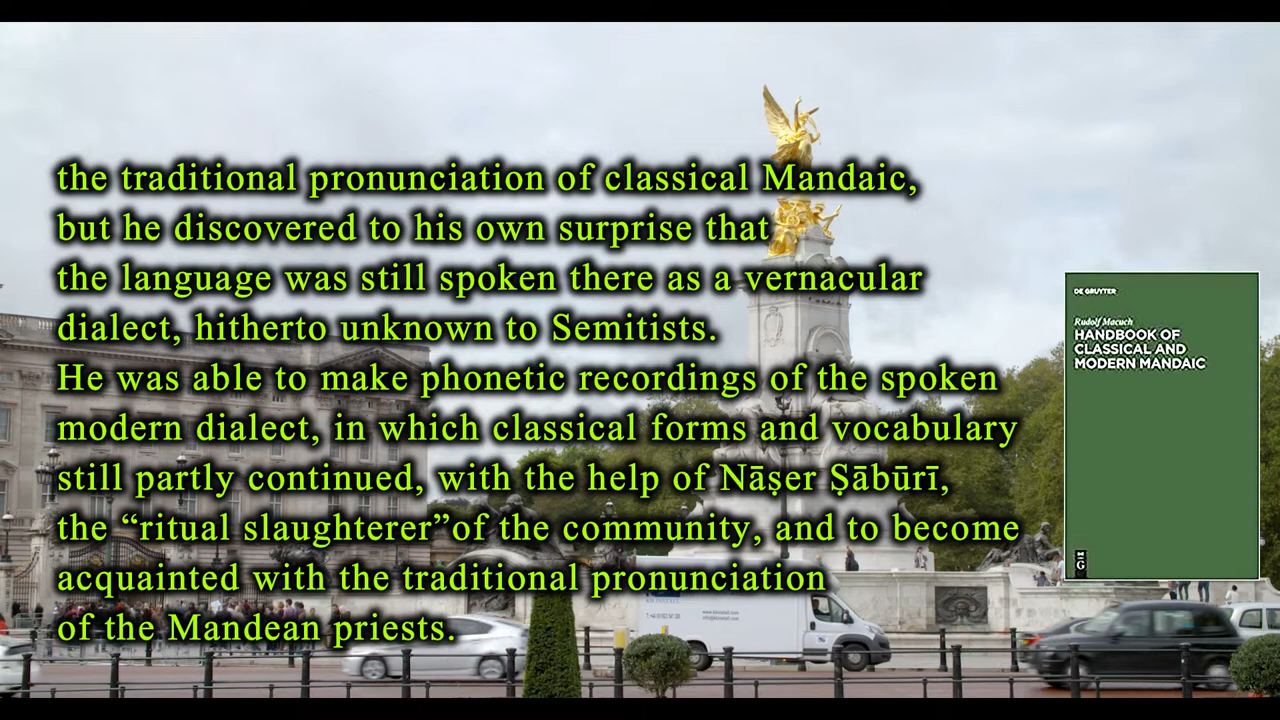 the traditional pronunciation of classical Mandaic,
but he discovered to his own surprise that
the language was still spoken there as a vernacular
dialect, hitherto unknown to Semitists.
He was able to make phonetic recordings of the spoken
modern dialect, in which classical forms and vocabulary
still partly continued, with the help of Nāṣer Ṣābūrī,
the “ritual slaughterer”of the community, and to become
acquainted with the traditional pronunciation
of the Mandean priests.
DE GRUYTER
Rudolf Macuch
HANDBOOK OF
CLASSICAL AND
MODERN MANDAIC